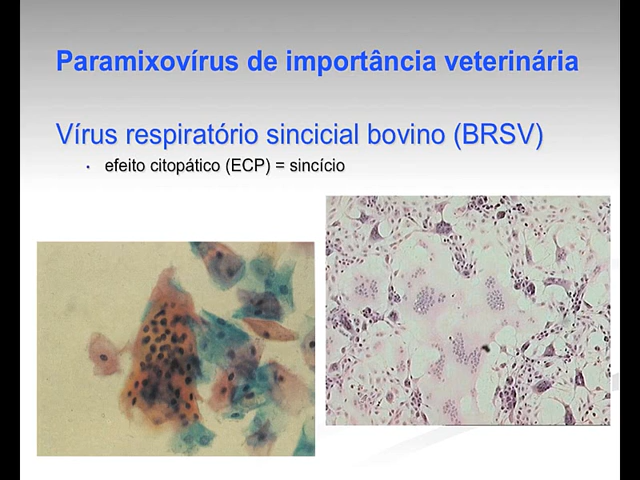 Paramixovírus de importância veterinária
Vírus respiratório sincicial bovino (BRSV)
• efeito citopático (ECP) = sincício